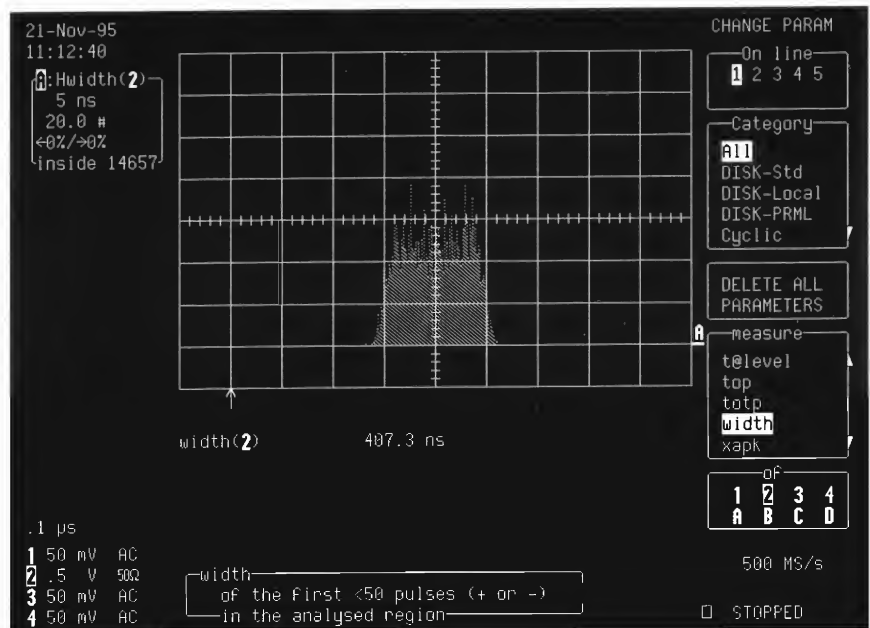 21-Nov-95
11:12:40
A:Hwidth(2)
5 ns
20.0 #
←0%/→0%
inside 14657
CHANGE PARAM
On line
1 2 3 4 5
Category
All
DISK-Std
DISK-Local
DISK-PRML
Cyclic
DELETE ALL
PARAMETERS
A
measure
t@level
top
totp
width
xapk
of
1 2 3 4
A B C D
width(2) 407.3 ns
.1 µs
1 50 mV AC
2 .5 V 50Ω
3 50 mV AC
4 50 mV AC
width
of the first <50 pulses (+ or -)
in the analysed region
500 MS/s
STOPPED